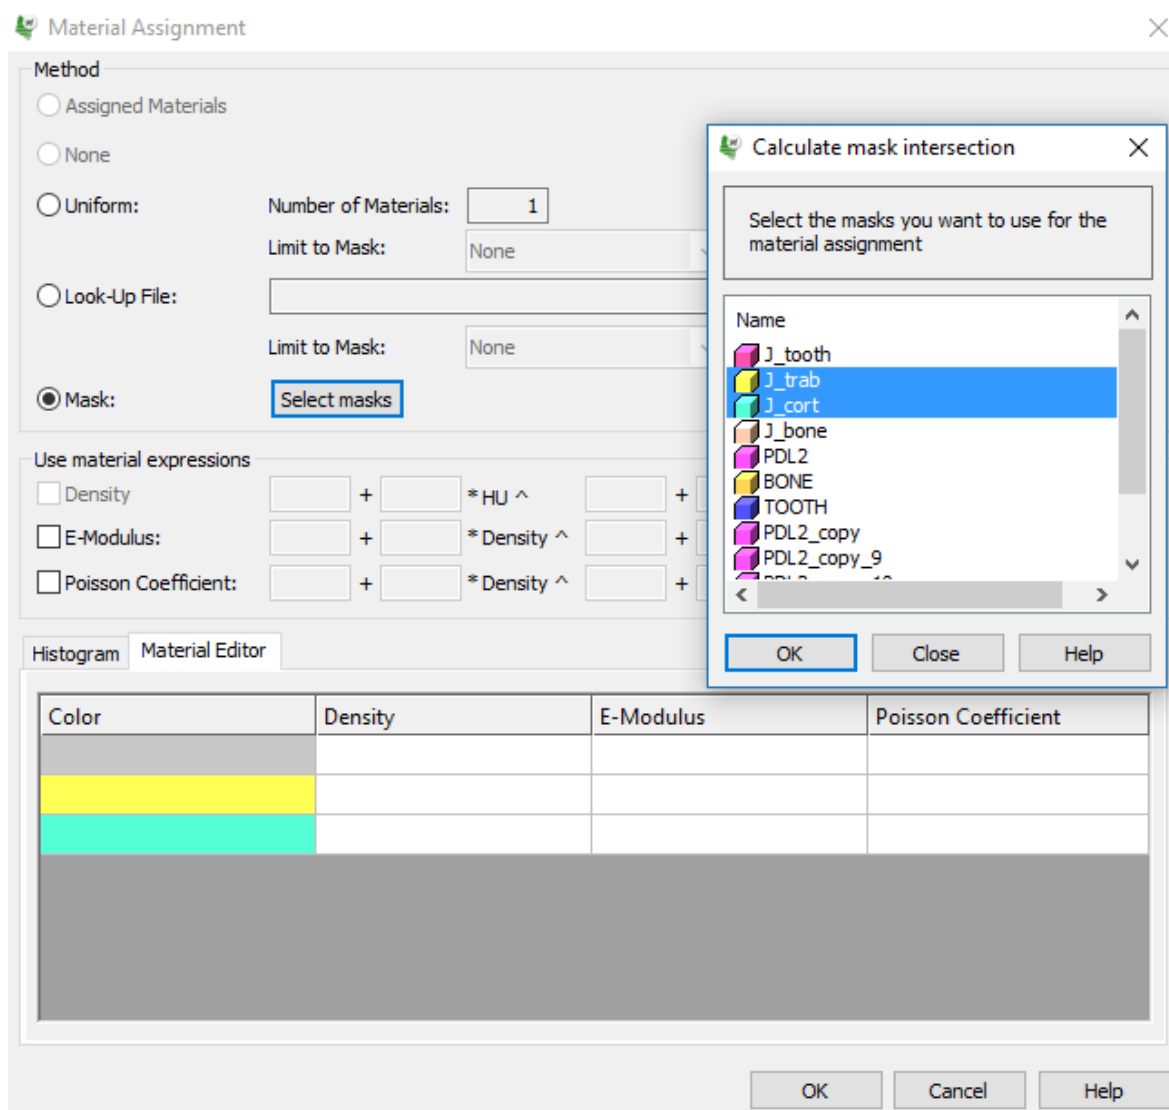 Material Assignment
Method
Assigned Materials
None
Uniform: Number of Materials: 1
Limit to Mask: None
Look-Up File:
Limit to Mask: None
Mask: Select masks
Use material expressions
Density + * HU ^ +
E-Modulus: + * Density ^ +
Poisson Coefficient: + * Density ^ +
Histogram Material Editor
Color Density E-Modulus Poisson Coefficient
OK Cancel Help
Calculate mask intersection
Select the masks you want to use for the
material assignment
Name
J_tooth
J_trab
J_cort
J_bone
PDL2
BONE
TOOTH
PDL2_copy
PDL2_copy_9
OK Close Help